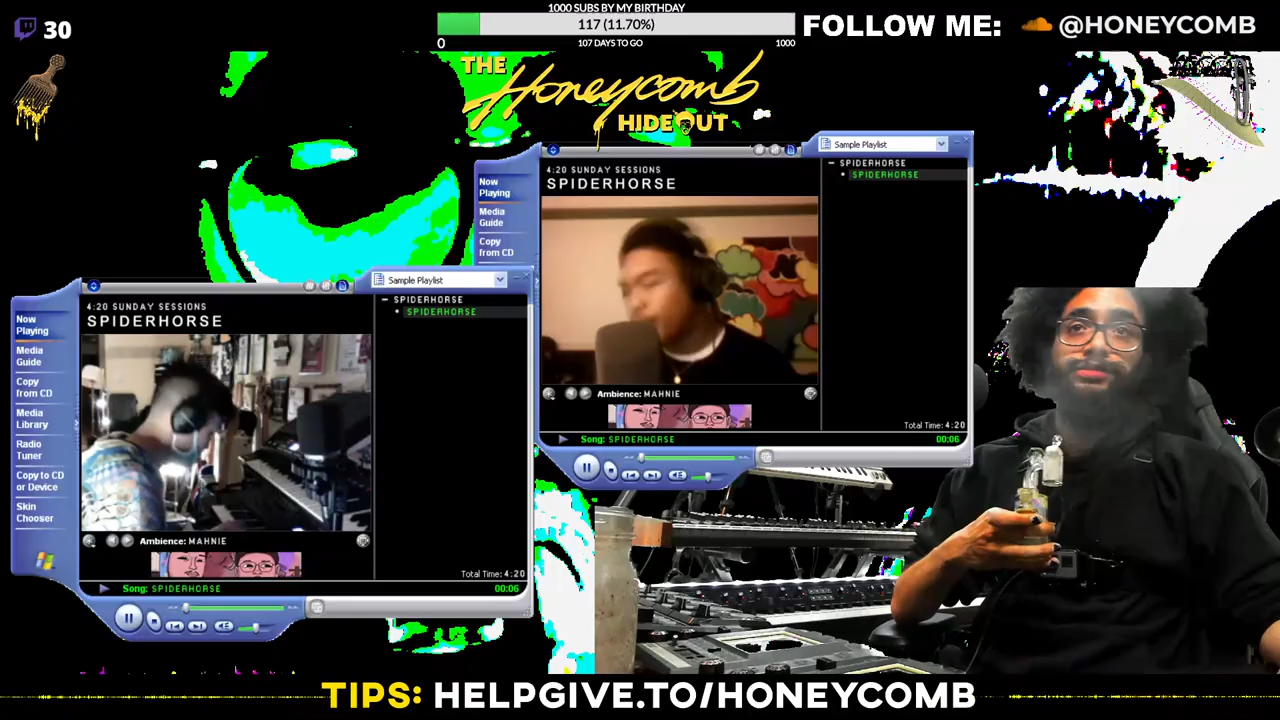 30
1000 SUBS BY MY BIRTHDAY
117 (11.70%)
0
107 DAYS TO GO
1000
FOLLOW ME:
@HONEYCOMB
THE
Honeycomb
HIDEOUT
Sample Playlist
4:20 SUNDAY SESSIONS
SPIDERHORSE
SPIDERHORSE
SPIDERHORSE
Now
Playing
Media
Guide
Copy
from CD
Ambience: MAHNIE
Total Time: 4:20
Song: SPIDERHORSE
00:06
Sample Playlist
4:20 SUNDAY SESSIONS
SPIDERHORSE
SPIDERHORSE
SPIDERHORSE
Now
Playing
Media
Guide
Copy
from CD
Media
Library
Radio
Tuner
Copy to CD
or Device
Skin
Chooser
Ambience: MAHNIE
Total Time: 4:20
Song: SPIDERHORSE
00:06
TIPS: HELPGIVE.TO/HONEYCOMB